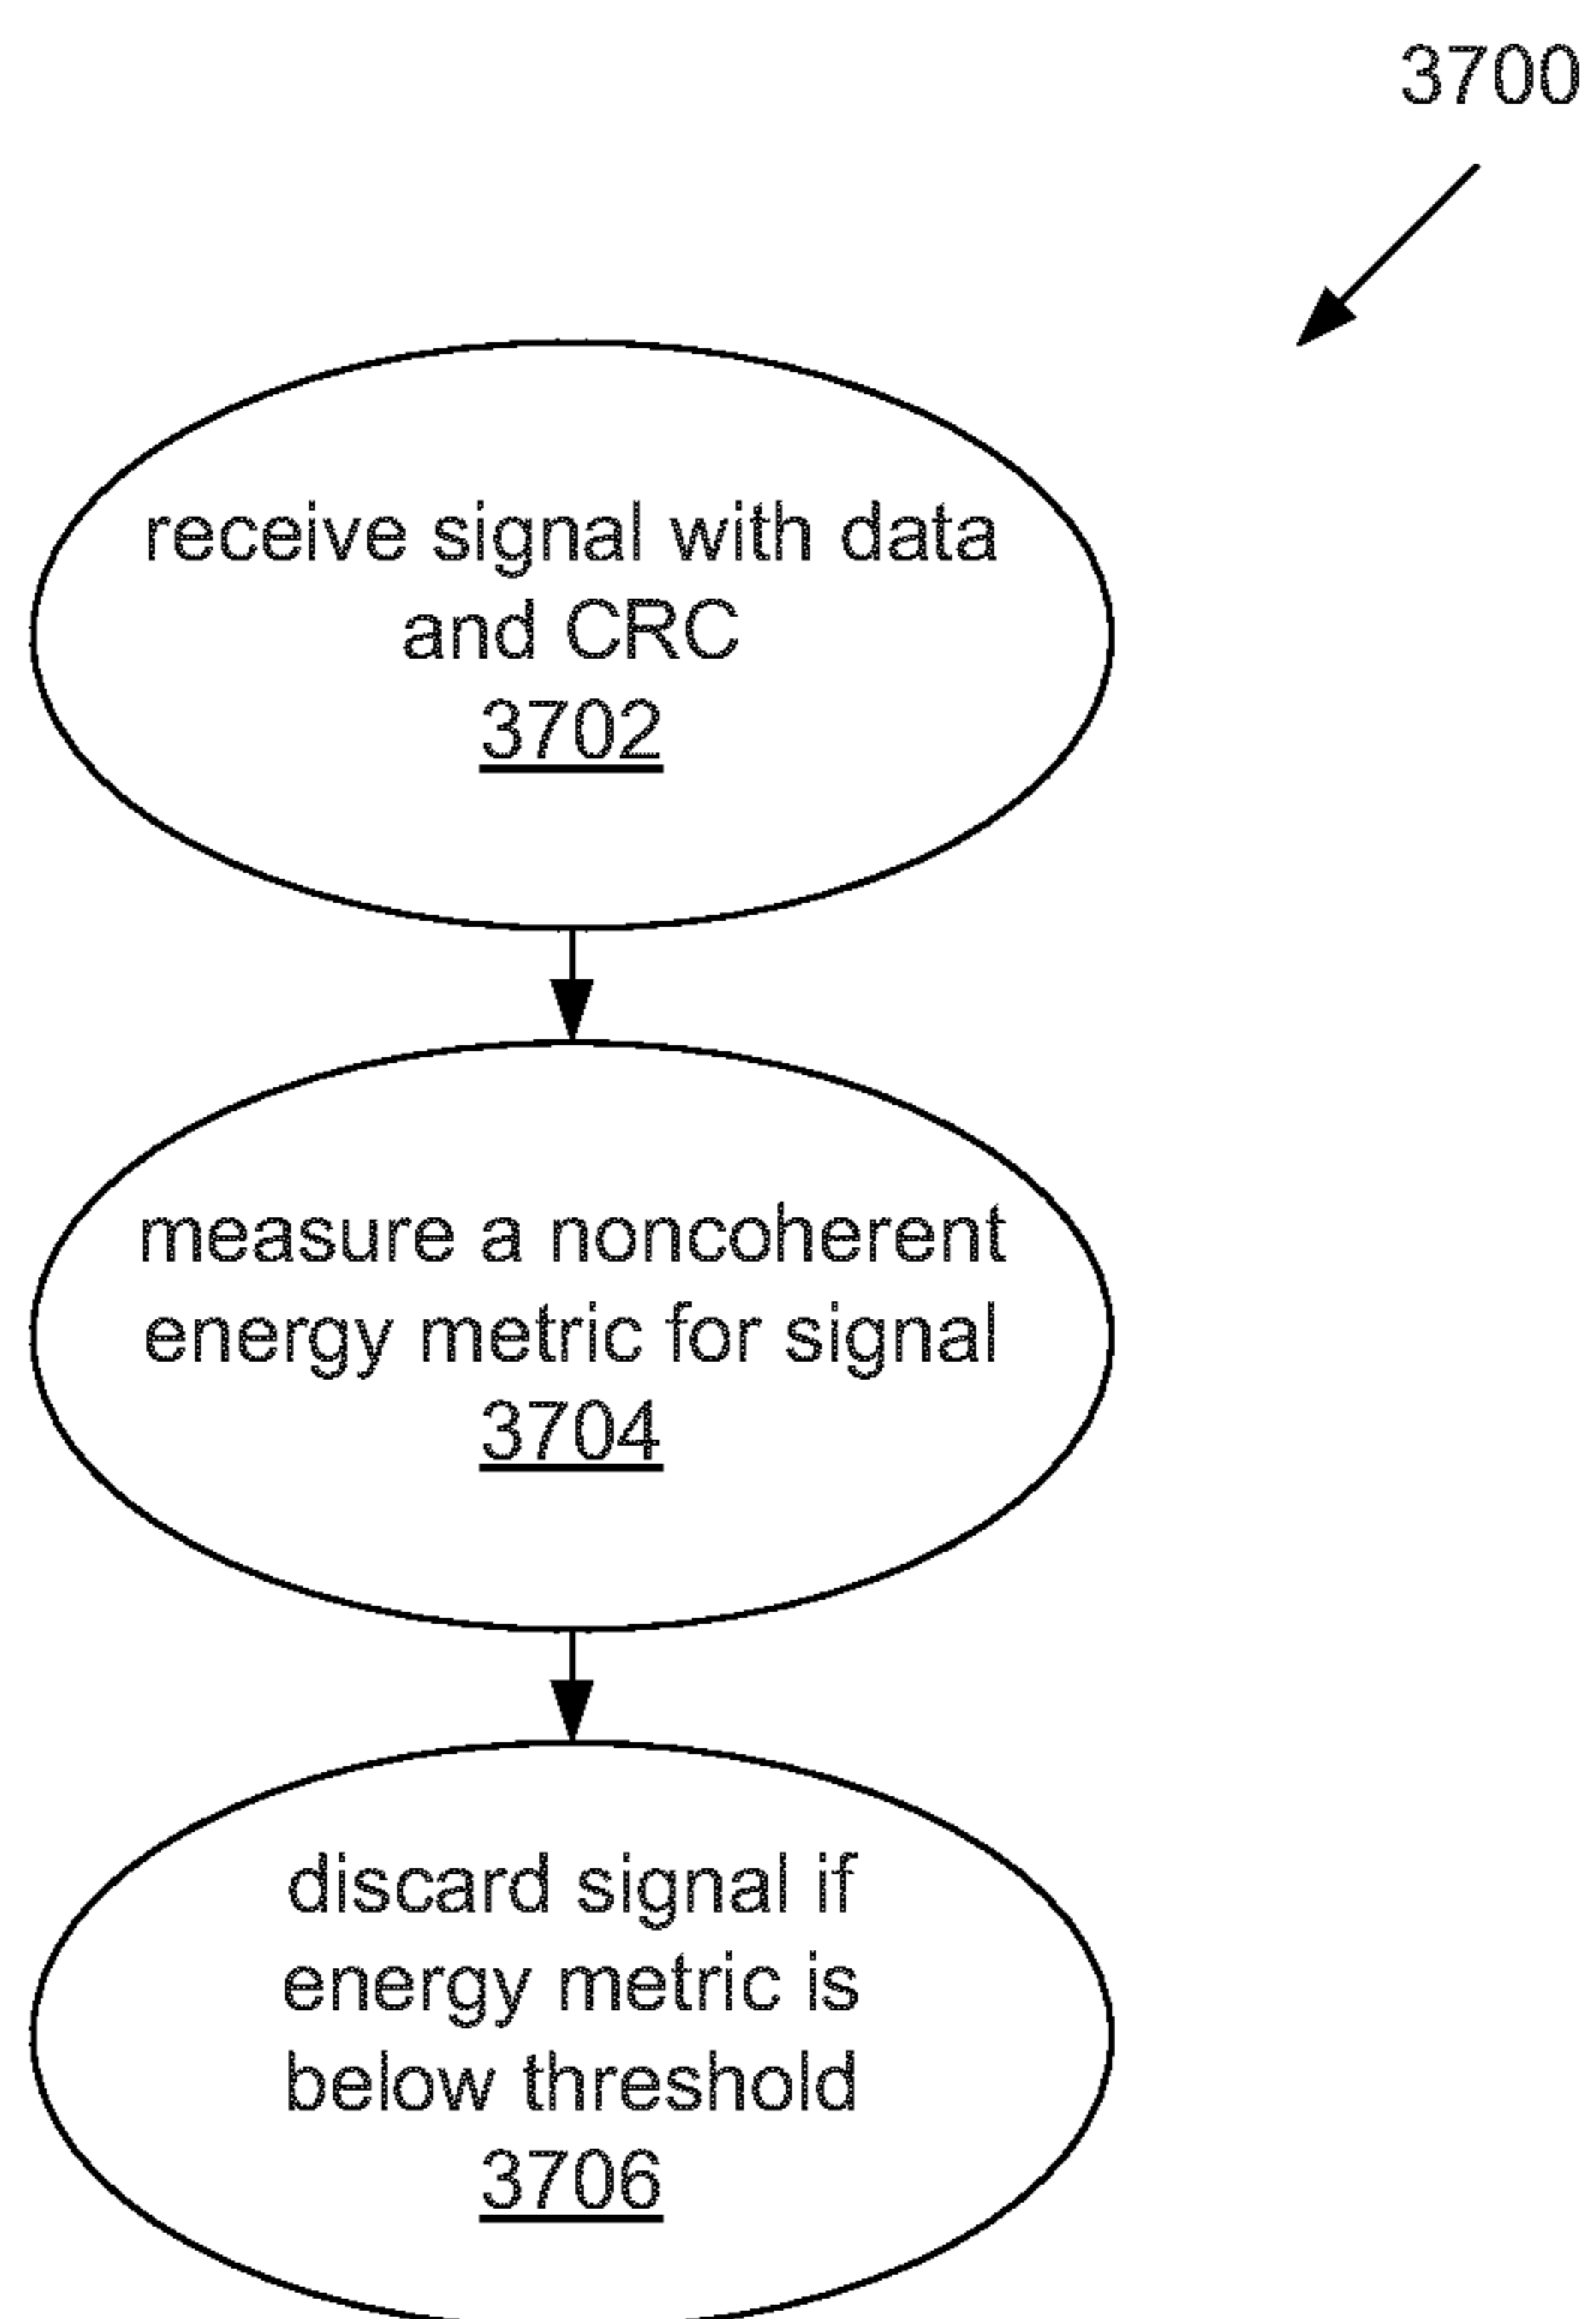 3700
receive signal with data
and CRC
3702
measure a noncoherent
energy metric for signal
3704
discard signal if
energy metric is
below threshold
3706